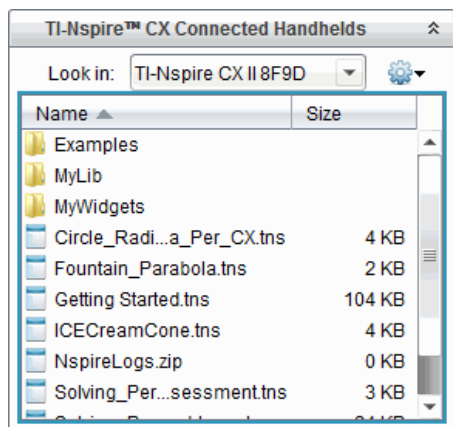 TI-Nspire™ CX Connected Handhelds
Look in: TI-Nspire CX II 8F9D
Name Size
Examples
MyLib
MyWidgets
Circle_Radi...a_Per_CX.tns 4 KB
Fountain_Parabola.tns 2 KB
Getting Started.tns 104 KB
ICECreamCone.tns 4 KB
NspireLogs.zip 0 KB
Solving_Per...sessment.tns 3 KB